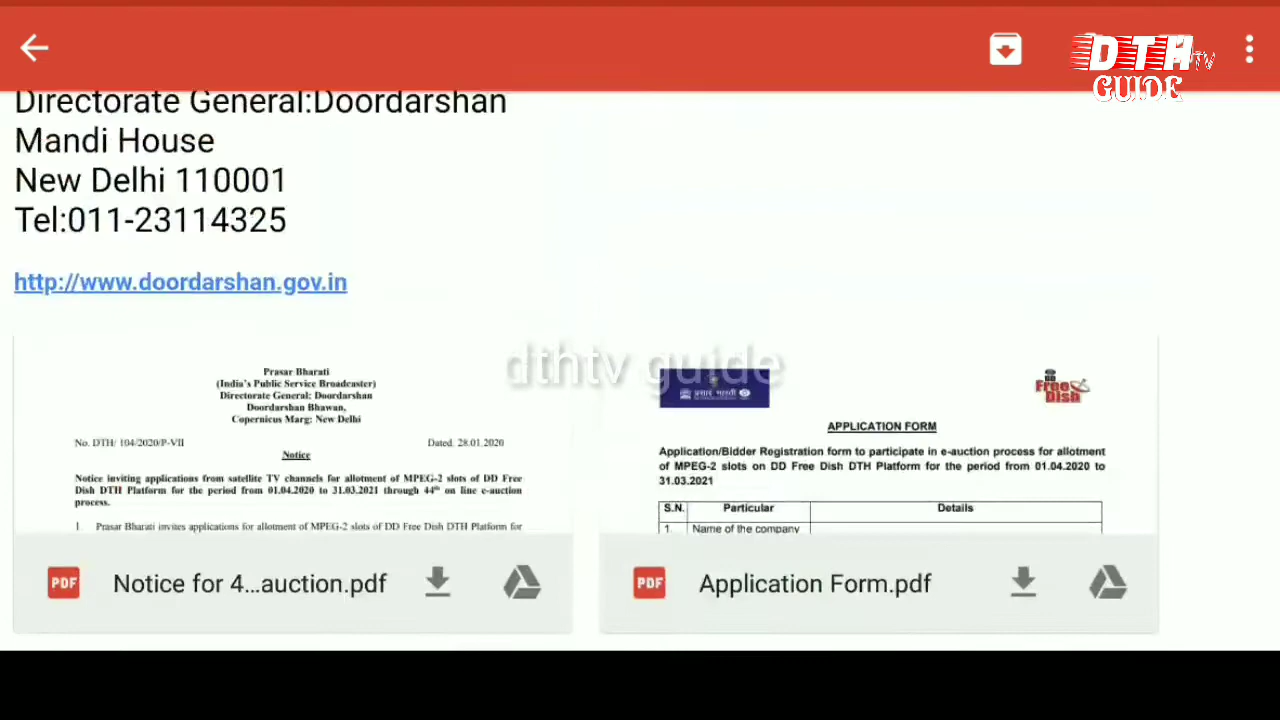 DTH TV
GUIDE
Directorate General:Doordarshan
Mandi House
New Delhi 110001
Tel:011-23114325
http://www.doordarshan.gov.in
dthtv guide
Prasar Bharati
(India's Public Service Broadcaster)
Directorate General: Doordarshan
Doordarshan Bhawan,
Copernicus Marg: New Delhi
No. DTH/ 104/2020/P-VII Dated. 28.01.2020
Notice
Notice inviting applications from satellite TV channels for allotment of MPEG-2 slots of DD Free
Dish DTH Platform for the period from 01.04.2020 to 31.03.2021 through 44th on line e-auction
process.
1 Prasar Bharati invites applications for allotment of MPEG-2 slots of DD Free Dish DTH Platform for
PDF Notice for 4...auction.pdf
प्रसार भारती
Free
Dish
APPLICATION FORM
Application/Bidder Registration form to participate in e-auction process for allotment
of MPEG-2 slots on DD Free Dish DTH Platform for the period from 01.04.2020 to
31.03.2021
S.N. Particular Details
1. Name of the company
PDF Application Form.pdf